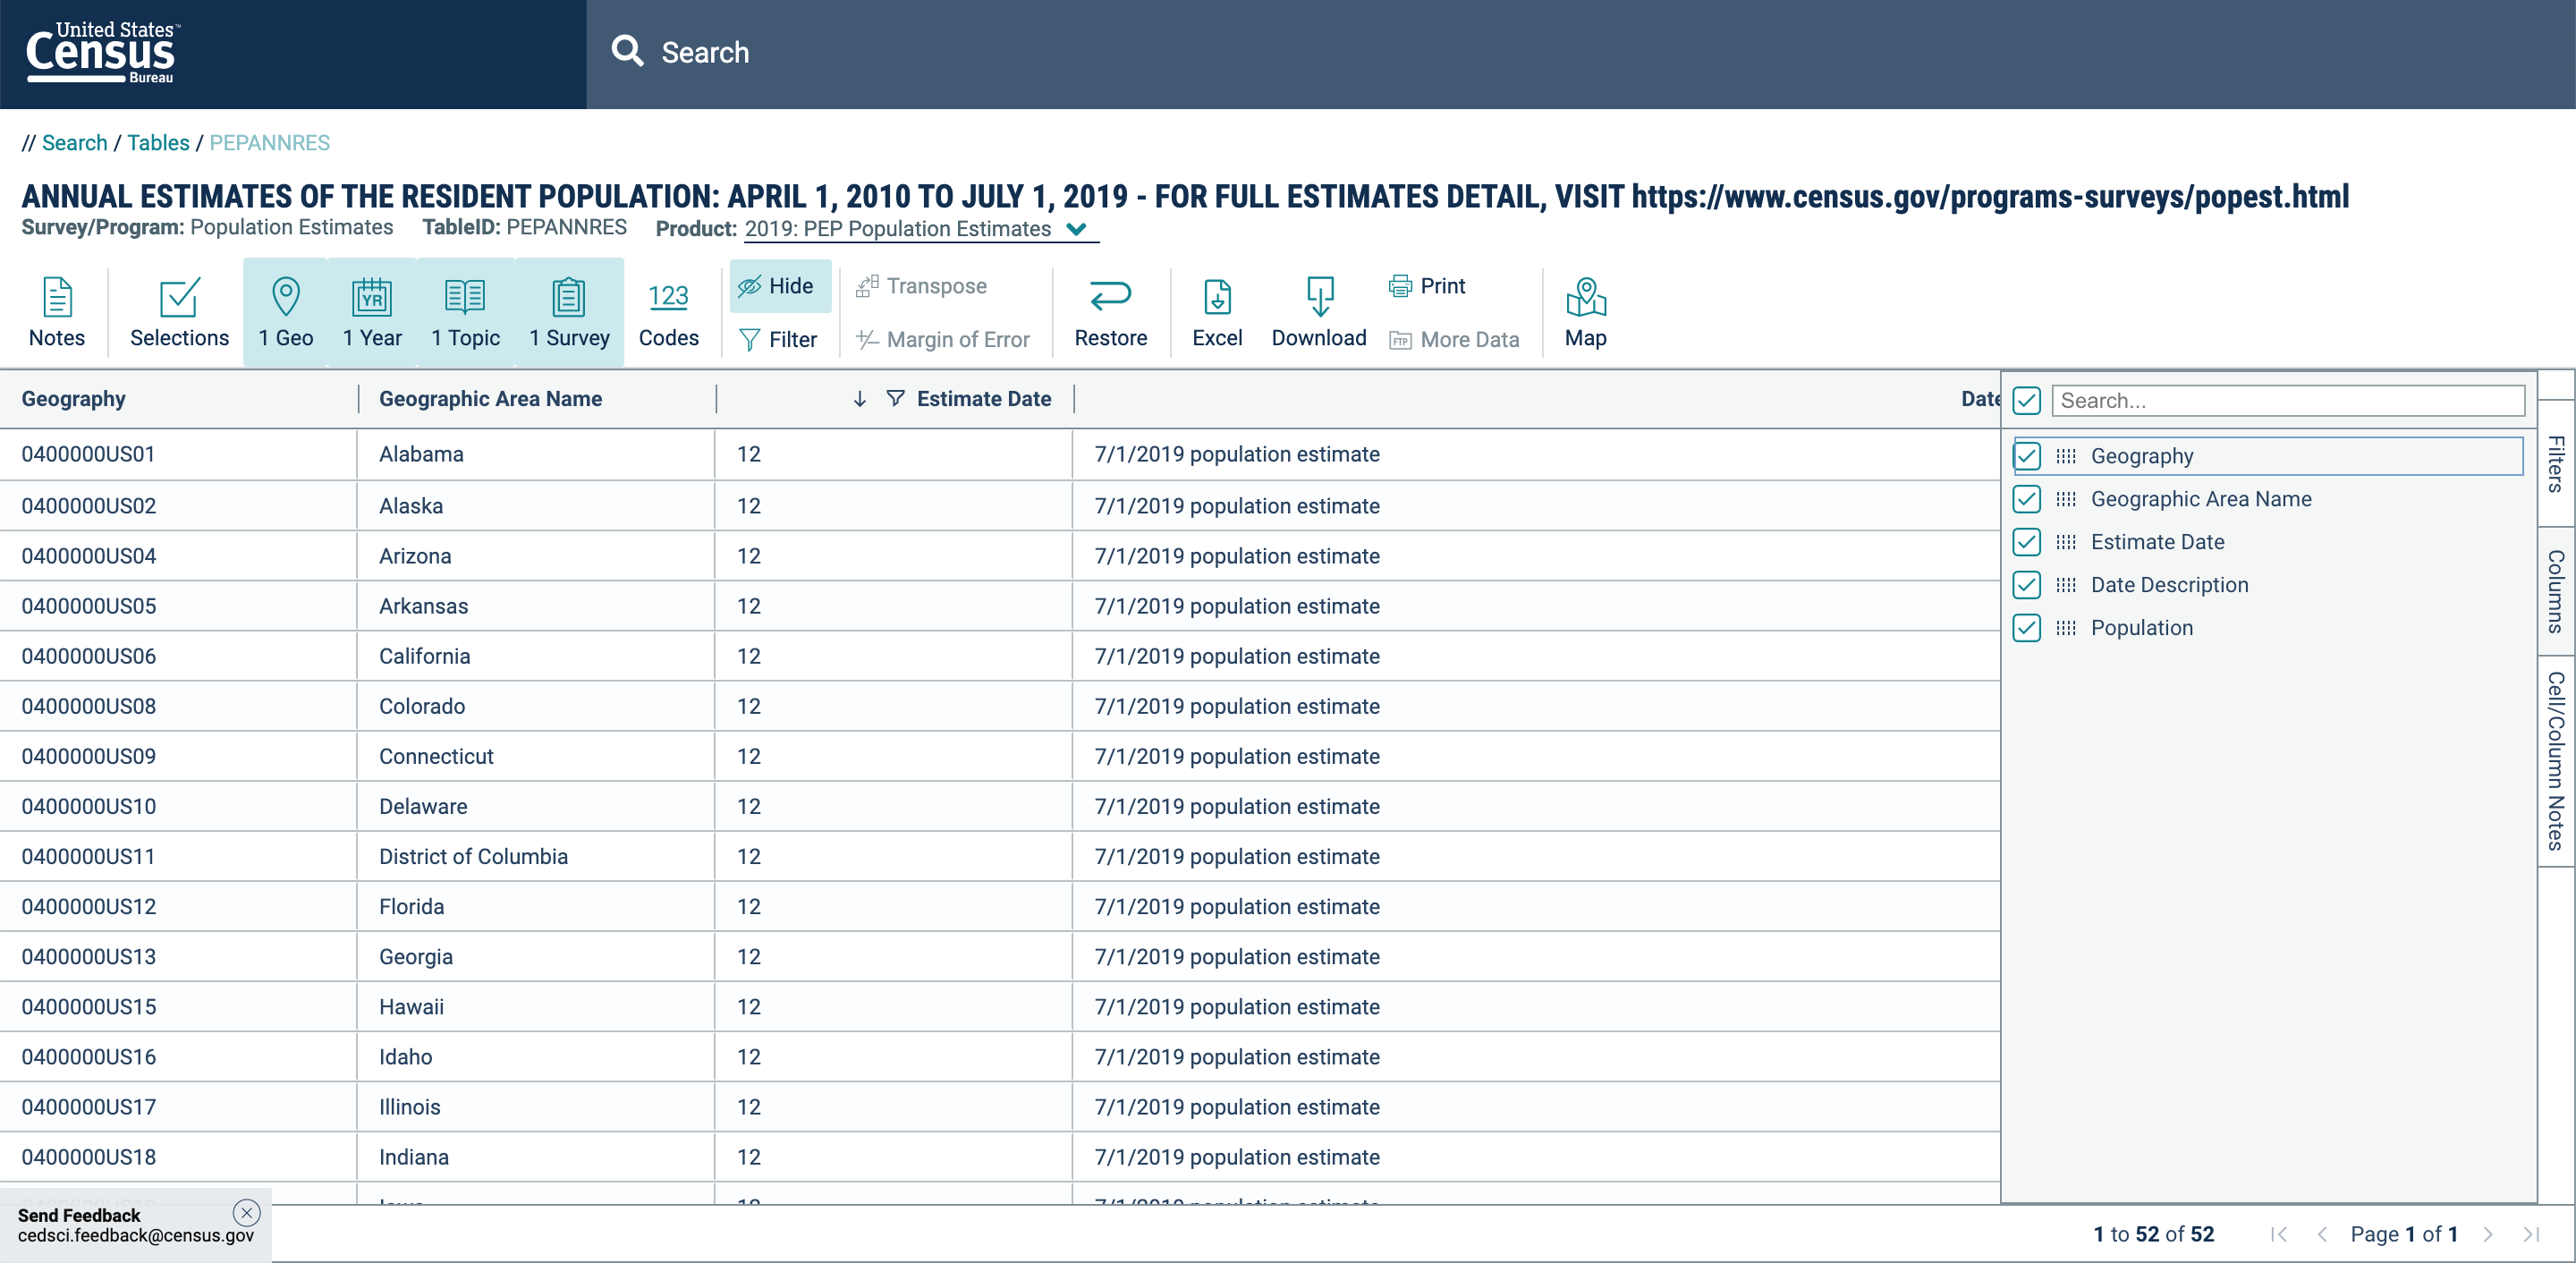 United States™
Census
Bureau
Search
// Search / Tables / PEPANNRES
ANNUAL ESTIMATES OF THE RESIDENT POPULATION: APRIL 1, 2010 TO JULY 1, 2019 - FOR FULL ESTIMATES DETAIL, VISIT https://www.census.gov/programs-surveys/popest.html
Survey/Program: Population Estimates TableID: PEPANNRES Product: 2019: PEP Population Estimates
Notes
Selections
1 Geo
YR
1 Year
1 Topic
1 Survey
123
Codes
Hide
Filter
Transpose
Margin of Error
Restore
Excel
Download
Print
FTP More Data
Map
Geography Geographic Area Name Estimate Date Date
0400000US01 Alabama 12 7/1/2019 population estimate
0400000US02 Alaska 12 7/1/2019 population estimate
0400000US04 Arizona 12 7/1/2019 population estimate
0400000US05 Arkansas 12 7/1/2019 population estimate
0400000US06 California 12 7/1/2019 population estimate
0400000US08 Colorado 12 7/1/2019 population estimate
0400000US09 Connecticut 12 7/1/2019 population estimate
0400000US10 Delaware 12 7/1/2019 population estimate
0400000US11 District of Columbia 12 7/1/2019 population estimate
0400000US12 Florida 12 7/1/2019 population estimate
0400000US13 Georgia 12 7/1/2019 population estimate
0400000US15 Hawaii 12 7/1/2019 population estimate
0400000US16 Idaho 12 7/1/2019 population estimate
0400000US17 Illinois 12 7/1/2019 population estimate
0400000US18 Indiana 12 7/1/2019 population estimate
Search...
Geography
Geographic Area Name
Estimate Date
Date Description
Population
Filters
Columns
Cell/Column Notes
Send Feedback
cedsci.feedback@census.gov
1 to 52 of 52 Page 1 of 1